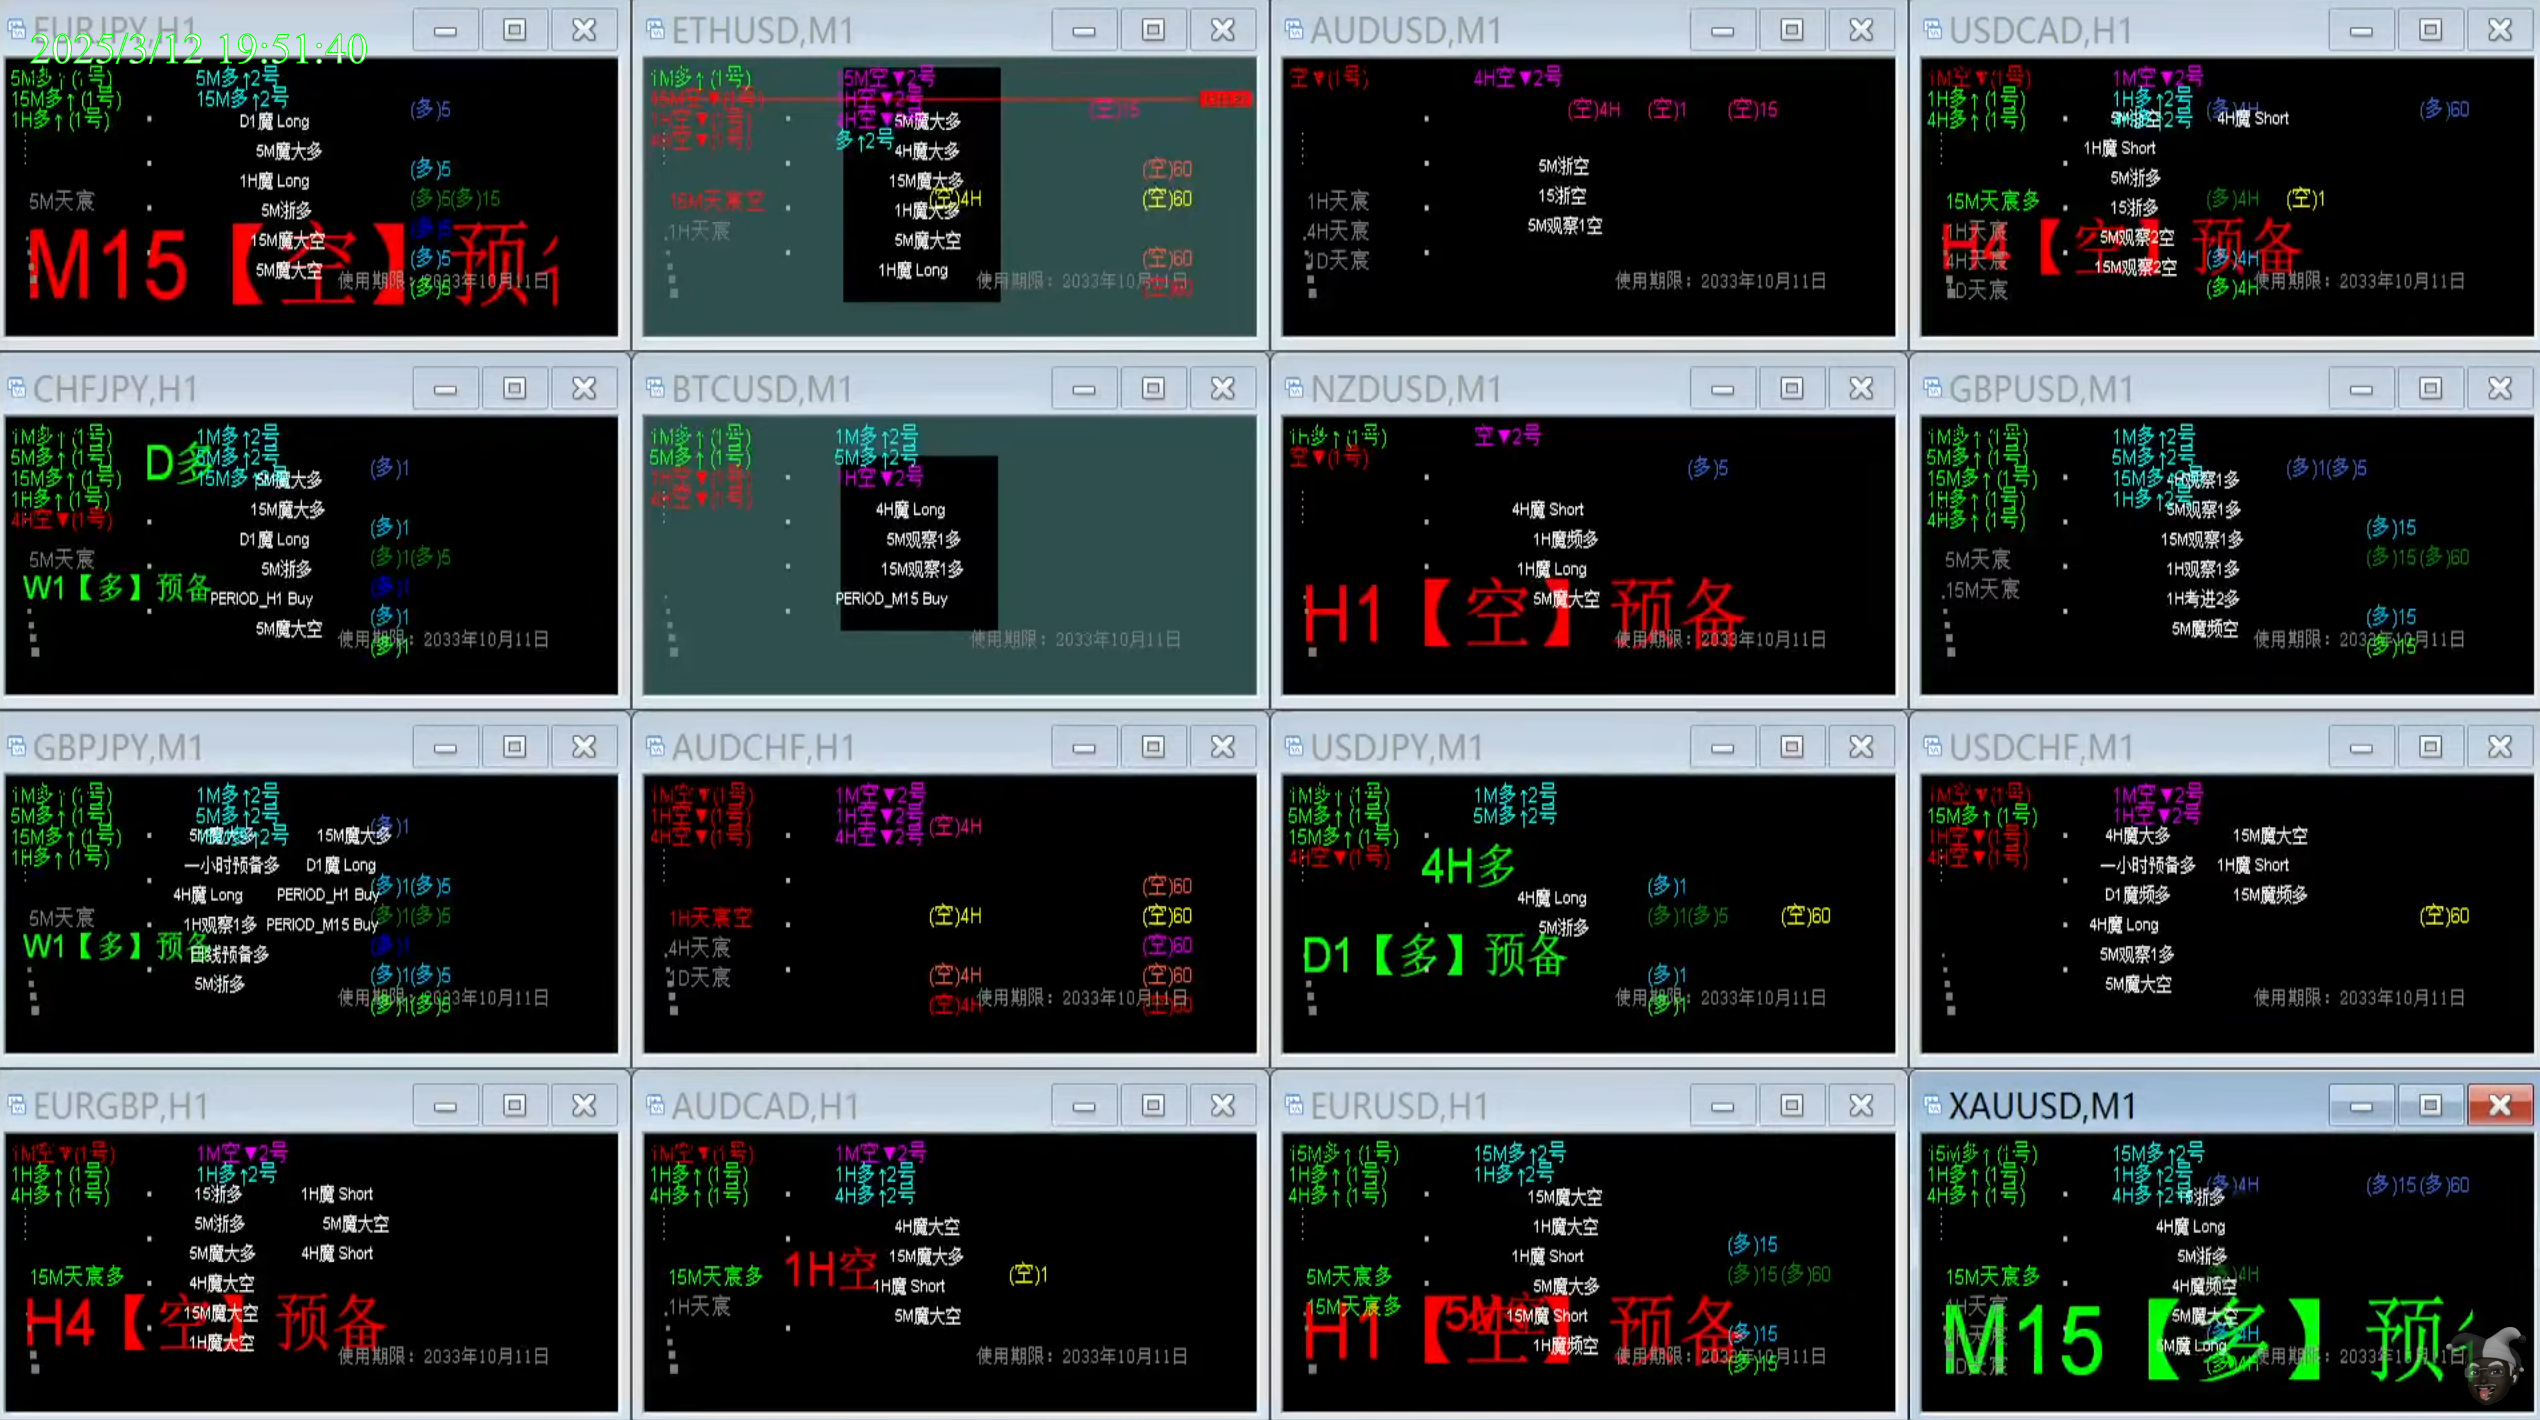 EURJPY,H1
2025/3/12 19:51:40
5M多↑(1号) 5M多↑2号
15M多↑(1号) 15M多↑2号
(多)5
1H多↑(1号)
D1魔 Long
5M魔大多
1H魔 Long
(多)5
5M天宸
(多)5(多)15
5M浙多
15M魔大空
(多)5
M15【空】预
5M魔大空
使用期限：2033年10月11日
(多)5
ETHUSD,M1
1M多↑(1号) 15M空▼2号
15M空▼(1号) 1H空▼2号
(空)15
1H空▼(1号) 4H空▼2号
5M魔大多
4H空▼(1号) 多↑2号
4H魔大多
(空)60
15M魔大多
15M天宸空
(空)4H (空)60
1H魔大多
1H天宸
5M魔大空
(空)60
1H魔 Long
使用期限：2033年10月11日
AUDUSD,M1
空▼(1号) 4H空▼2号
(空)4H (空)1 (空)15
5M浙空
1H天宸 15浙空
4H天宸 5M观察1空
1D天宸
使用期限：2033年10月11日
USDCAD,H1
1M空▼(1号) 1M空▼2号
1H多↑(1号) 1H多↑2号
(多)4H (多)60
4H多↑(1号) 4H多↑2号
5M浙空 4H魔 Short
1H魔 Short
5M浙多
15M天宸多
(多)4H (空)1
15浙多
1H天宸
5M观察2空
H4【空】预备
4H天宸
15M观察2空
(多)4H
1D天宸
(多)4H
使用期限：2033年10月11日
CHFJPY,H1
1M多↑(1号) 1M多↑2号
5M多↑(1号) 5M多↑2号
D多
(多)1
15M多↑(1号) 15M多↑2号
5M魔大多
1H多↑(1号)
15M魔大多
4H空▼(1号)
(多)1
D1魔 Long
5M天宸
(多)1(多)5
5M浙多
W1【多】预备
(多)1
PERIOD_H1 Buy
(多)1
5M魔大空
使用期限：2033年10月11日
(多)1
BTCUSD,M1
1M多↑(1号) 1M多↑2号
5M多↑(1号) 5M多↑2号
1H空▼(1号) 1H空▼2号
4H空▼(1号)
4H魔 Long
5M观察1多
15M观察1多
PERIOD_M15 Buy
使用期限：2033年10月11日
NZDUSD,M1
1H多↑(1号) 空▼2号
空▼(1号)
(多)5
4H魔 Short
1H魔频多
1H魔 Long
5M魔大空
H1【空】预备
使用期限：2033年10月11日
GBPUSD,M1
1M多↑(1号) 1M多↑2号
5M多↑(1号) 5M多↑2号
(多)1(多)5
15M多↑(1号) 15M多↑2号
4H观察1多
1H多↑(1号) 1H多↑2号
5M观察1多
4H多↑(1号)
(多)15
15M观察1多
5M天宸
(多)15(多)60
1H观察1多
15M天宸
1H考进2多
(多)15
5M魔频空
使用期限：2033年10月11日
(多)15
GBPJPY,M1
1M多↑(1号) 1M多↑2号
5M多↑(1号) 5M多↑2号
(多)1
15M多↑(1号) 15M多↑2号
5M魔大多 15M魔大多
1H多↑(1号)
一小时预备多 D1魔 Long
(多)1(多)5
4H魔 Long PERIOD_H1 Buy
5M天宸
(多)1(多)5
1H观察1多 PERIOD_M15 Buy
W1【多】预备
(多)1
日线预备多
(多)1(多)5
5M浙多
使用期限：2033年10月11日
(多)1(多)5
AUDCHF,H1
1M空▼(1号) 1M空▼2号
1H空▼(1号) 1H空▼2号
(空)4H
4H空▼(1号) 4H空▼2号
(空)60
1H天宸空 (空)4H (空)60
4H天宸 (空)60
1D天宸 (空)4H (空)60
使用期限：2033年10月11日
(空)4H (空)60
USDJPY,M1
1M多↑(1号) 1M多↑2号
5M多↑(1号) 5M多↑2号
15M多↑(1号)
4H空▼(1号)
4H多
(多)1
4H魔 Long
(多)1(多)5 (空)60
5M浙多
D1【多】预备
(多)1
使用期限：2033年10月11日
(多)1
USDCHF,M1
1M空▼(1号) 1M空▼2号
15M多↑(1号) 1H空▼2号
1H空▼(1号)
4H魔大多 15M魔大空
4H空▼(1号)
一小时预备多 1H魔 Short
D1魔频多 15M魔频多
(空)60
4H魔 Long
5M观察1多
5M魔大空
使用期限：2033年10月11日
EURGBP,H1
1M空▼(1号) 1M空▼2号
1H多↑(1号) 1H多↑2号
4H多↑(1号) 15浙多 1H魔 Short
5M浙多 5M魔大空
5M魔大多 4H魔 Short
15M天宸多 4H魔大空
15M魔大空
H4【空】预备
1H魔大空
使用期限：2033年10月11日
AUDCAD,H1
1M空▼(1号) 1M空▼2号
1H多↑(1号) 1H多↑2号
4H多↑(1号) 4H多↑2号
4H魔大空
15M魔大多
15M天宸多 1H空 (空)1
1H魔 Short
1H天宸
5M魔大空
使用期限：2033年10月11日
EURUSD,H1
15M多↑(1号) 15M多↑2号
1H多↑(1号) 1H多↑2号
4H多↑(1号) 15M魔大空
1H魔大空
(多)15
1H魔 Short
5M天宸多 (多)15(多)60
5M魔大多
15M天宸多
15M魔 Short
H1【空】预备
(多)15
1H魔频空
使用期限：2033年10月11日
(多)15
XAUUSD,M1
15M多↑(1号) 15M多↑2号
1H多↑(1号) 1H多↑2号
(多)4H (多)15(多)60
4H多↑(1号) 4H多↑2号
15浙多
4H魔 Long
5M浙多
15M天宸多
4H魔频空
4H天宸
5M魔大空
M15【多】预
5M魔 Long
使用期限：2033年10月11日